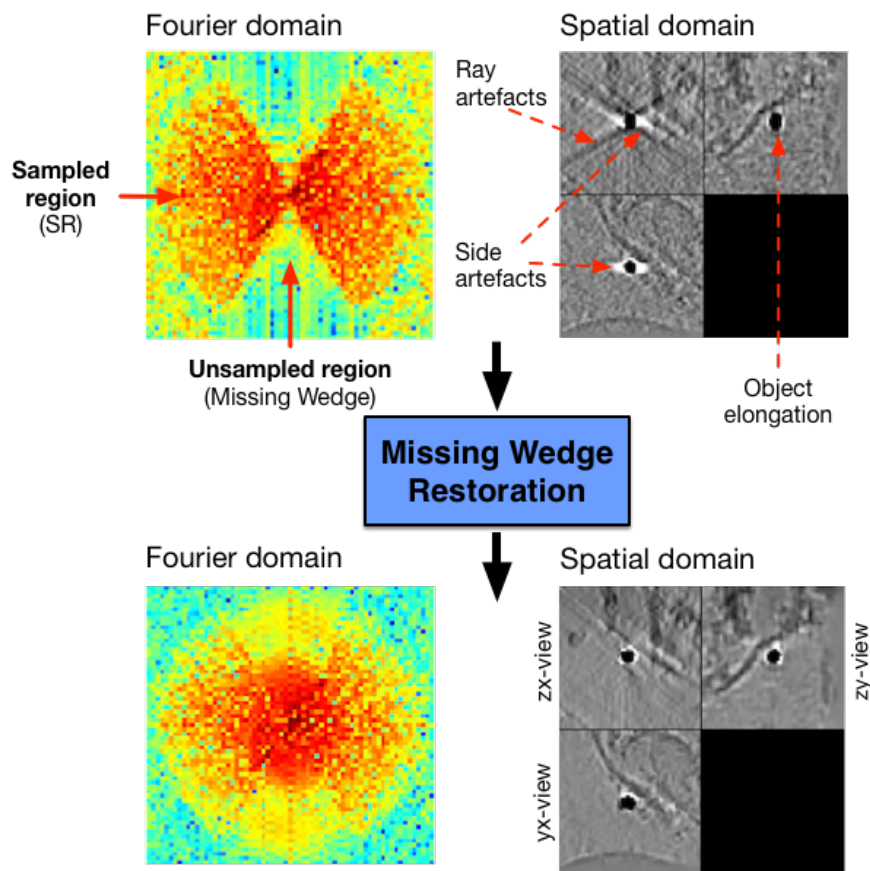 Fourier domain
Spatial domain
Ray
artefacts
Sampled
region
(SR)
Side
artefacts
Unsampled region
(Missing Wedge)
Object
elongation
Missing Wedge
Restoration
Fourier domain
Spatial domain
zx-view
zy-view
yx-view